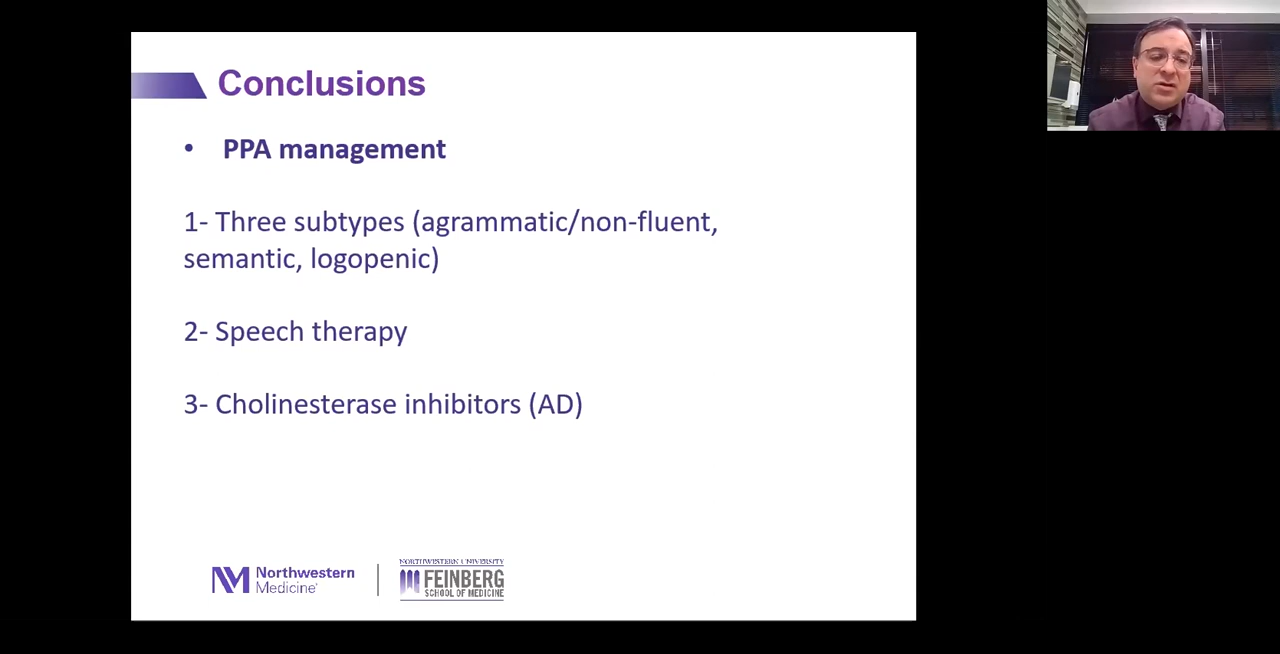 Conclusions
• PPA management
1- Three subtypes (agrammatic/non-fluent,
semantic, logopenic)
2- Speech therapy
3- Cholinesterase inhibitors (AD)
Northwestern
Medicine
NORTHWESTERN UNIVERSITY
FEINBERG
SCHOOL OF MEDICINE